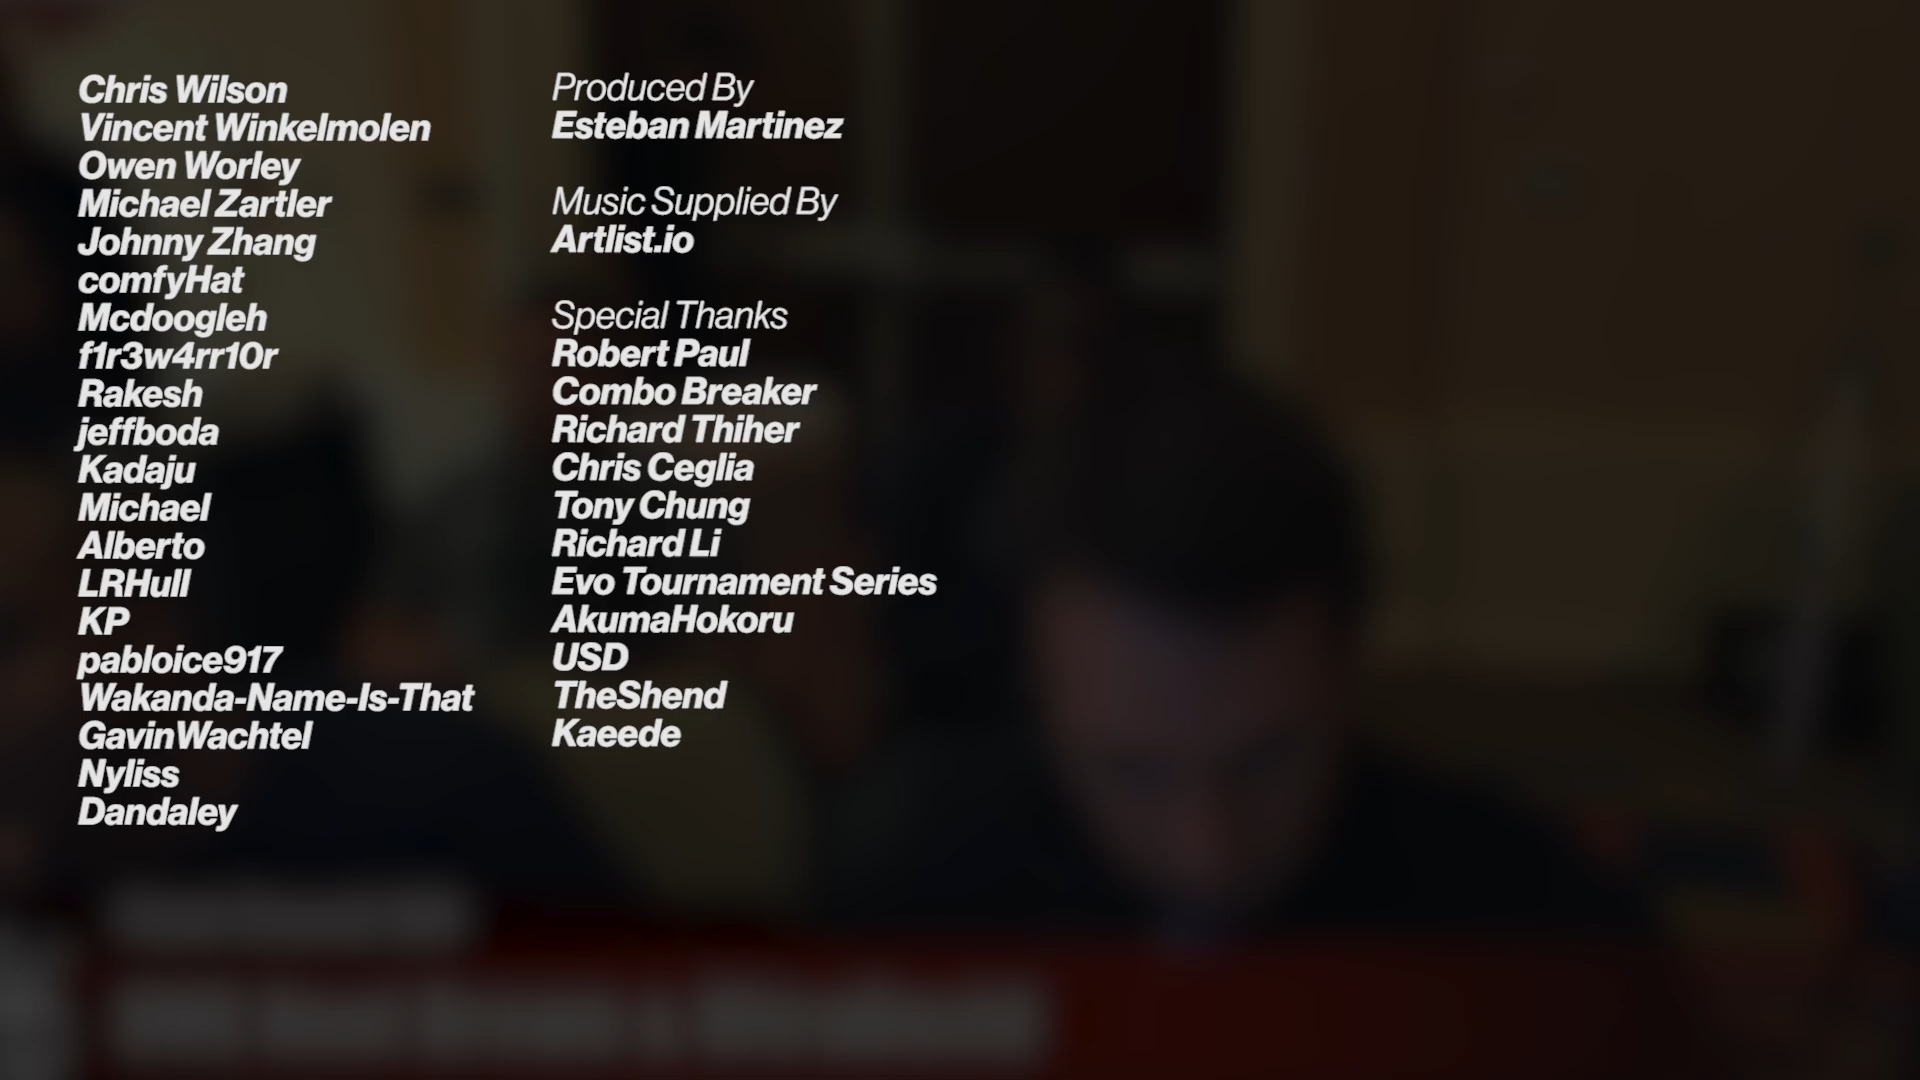 Chris Wilson
Vincent Winkelmolen
Owen Worley
Michael Zartler
Johnny Zhang
comfyHat
Mcdoogleh
f1r3w4rr10r
Rakesh
jeffboda
Kadaju
Michael
Alberto
LRHull
KP
pabloice917
Wakanda-Name-Is-That
GavinWachtel
Nyliss
Dandaley
Produced By
Esteban Martinez
Music Supplied By
Artlist.io
Special Thanks
Robert Paul
Combo Breaker
Richard Thiher
Chris Ceglia
Tony Chung
Richard Li
Evo Tournament Series
AkumaHokoru
USD
TheShend
Kaeede